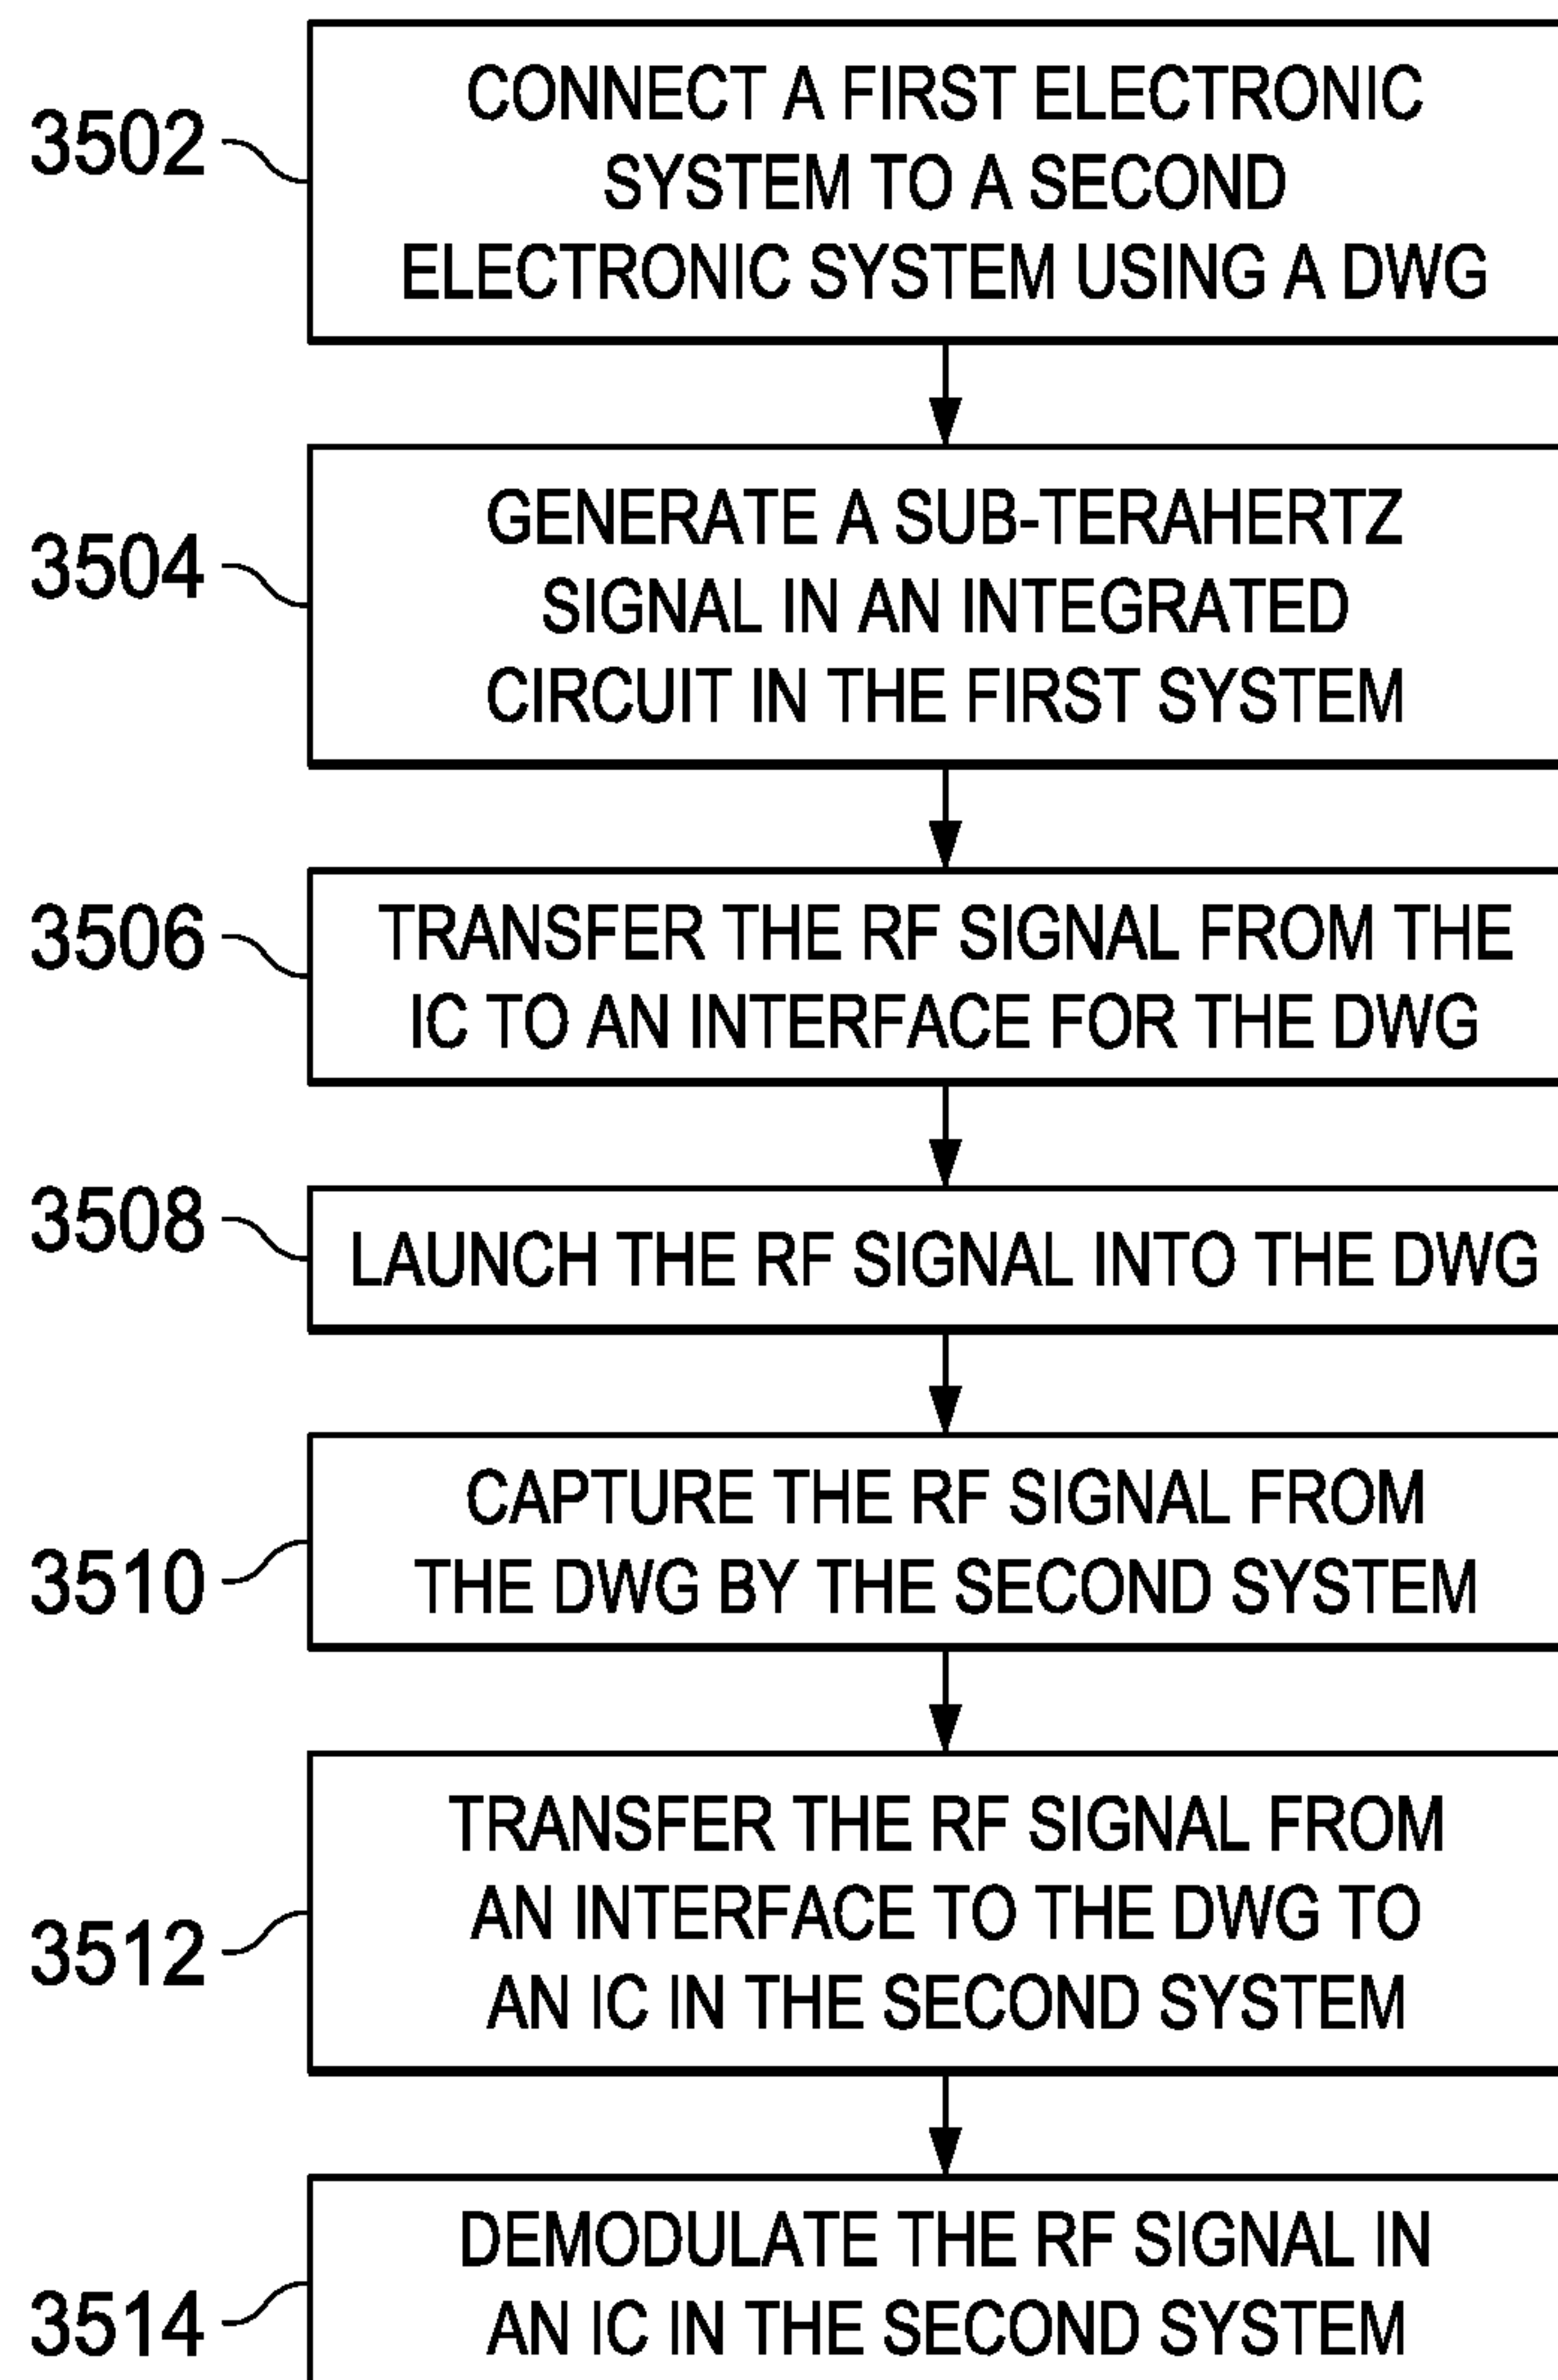 3502
CONNECT A FIRST ELECTRONIC
SYSTEM TO A SECOND
ELECTRONIC SYSTEM USING A DWG
3504
GENERATE A SUB-TERAHERTZ
SIGNAL IN AN INTEGRATED
CIRCUIT IN THE FIRST SYSTEM
3506
TRANSFER THE RF SIGNAL FROM THE
IC TO AN INTERFACE FOR THE DWG
3508
LAUNCH THE RF SIGNAL INTO THE DWG
3510
CAPTURE THE RF SIGNAL FROM
THE DWG BY THE SECOND SYSTEM
3512
TRANSFER THE RF SIGNAL FROM
AN INTERFACE TO THE DWG TO
AN IC IN THE SECOND SYSTEM
3514
DEMODULATE THE RF SIGNAL IN
AN IC IN THE SECOND SYSTEM